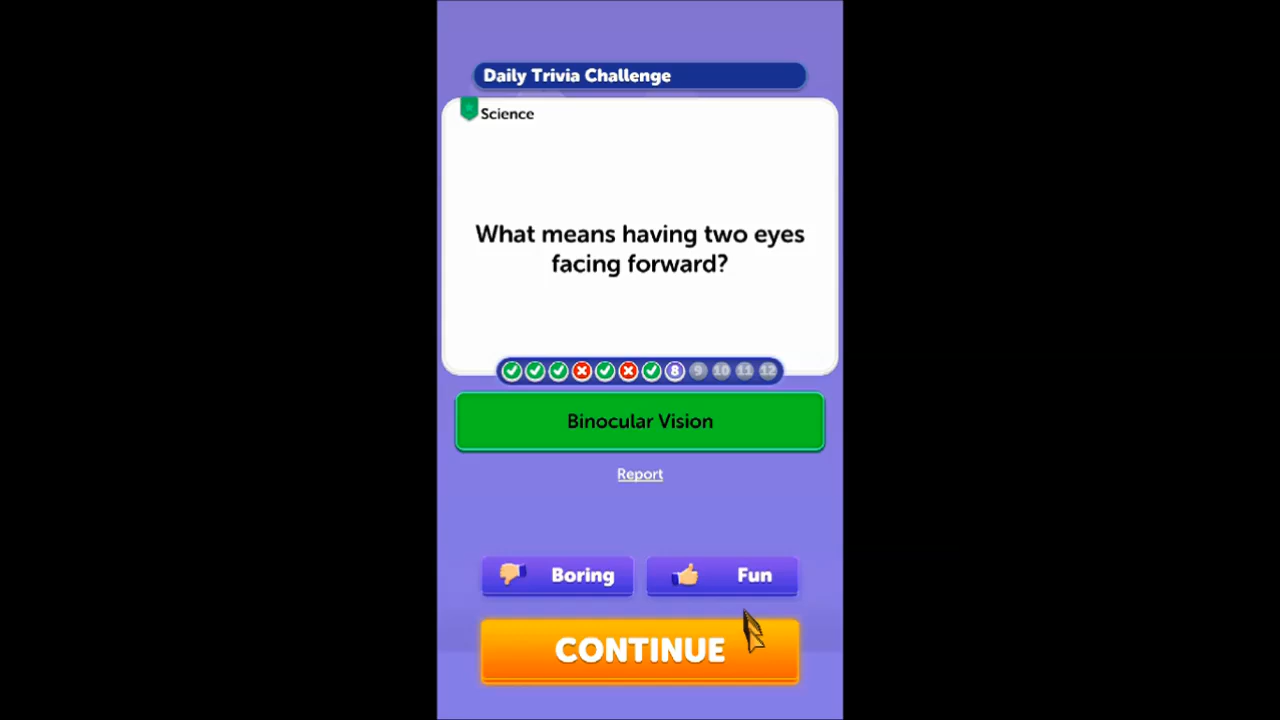 Daily Trivia Challenge
Science
What means having two eyes
facing forward?
8 9 10 11 12
Binocular Vision
Report
Boring
Fun
CONTINUE